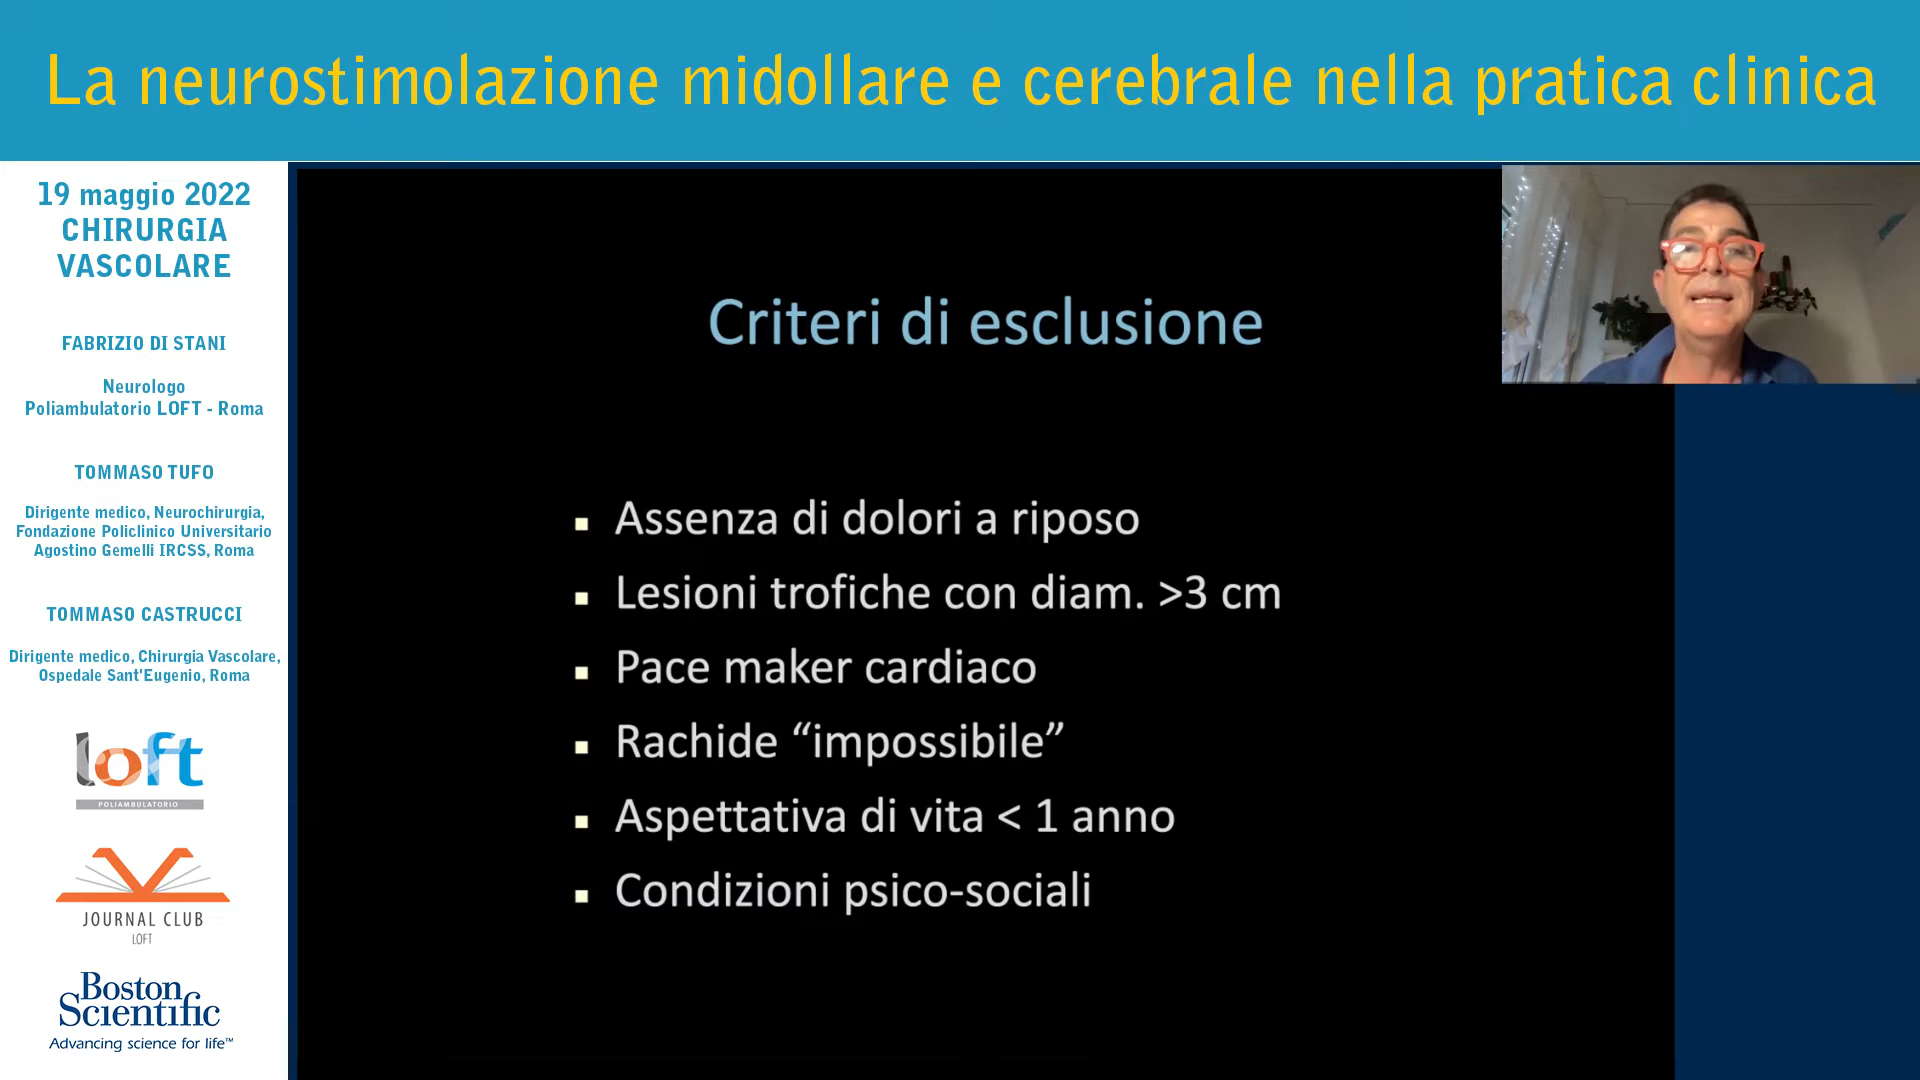 La neurostimolazione midollare e cerebrale nella pratica clinica
19 maggio 2022
CHIRURGIA
VASCOLARE
FABRIZIO DI STANI
Neurologo
Poliambulatorio LOFT - Roma
TOMMASO TUFO
Dirigente medico, Neurochirurgia,
Fondazione Policlinico Universitario
Agostino Gemelli IRCSS, Roma
TOMMASO CASTRUCCI
Dirigente medico, Chirurgia Vascolare,
Ospedale Sant'Eugenio, Roma
loft
POLIAMBULATORIO
JOURNAL CLUB
LOFT
Boston
Scientific
Advancing science for life™
Criteri di esclusione
▪ Assenza di dolori a riposo
▪ Lesioni trofiche con diam. >3 cm
▪ Pace maker cardiaco
▪ Rachide “impossibile”
▪ Aspettativa di vita < 1 anno
▪ Condizioni psico-sociali